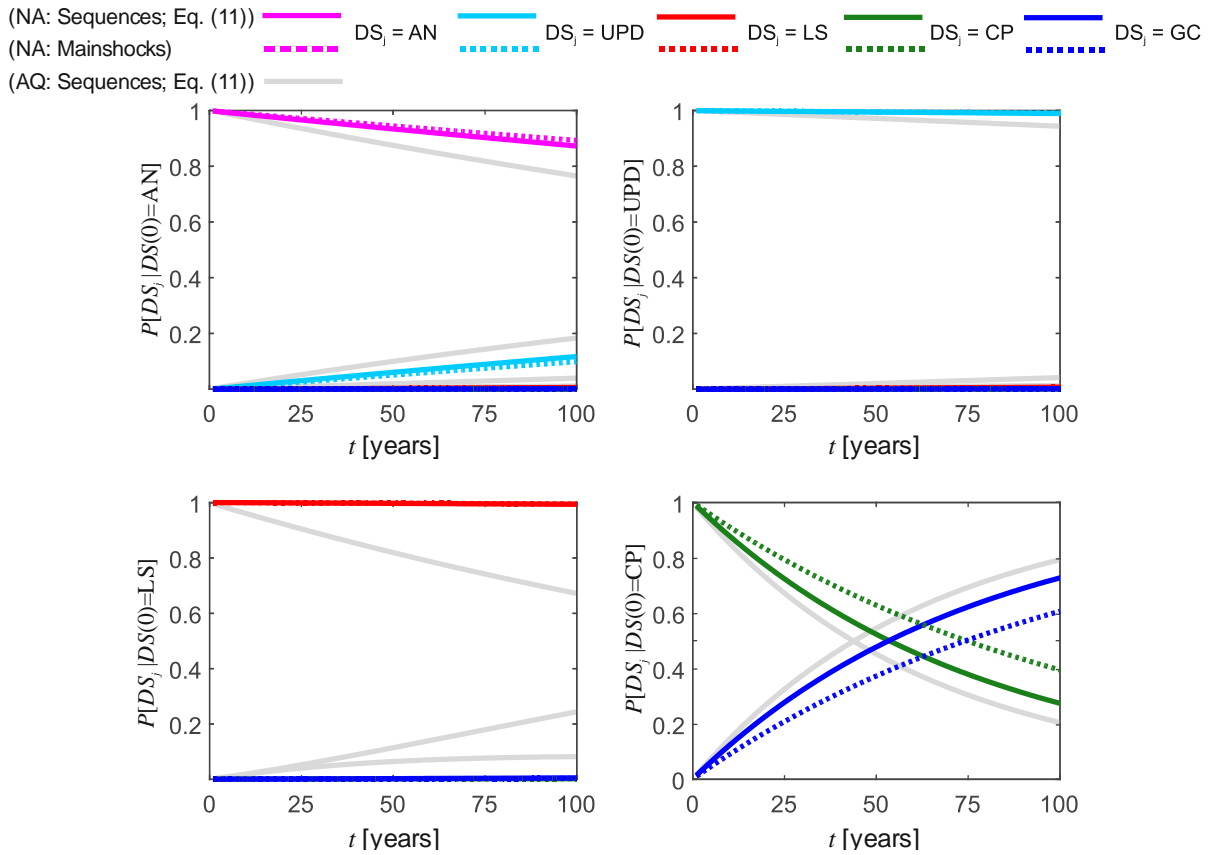 (NA: Sequences; Eq. (11))
(NA: Mainshocks)
(AQ: Sequences; Eq. (11))
DSj = AN
DSj = UPD
DSj = LS
DSj = CP
DSj = GC
P[DSj |DS(0)=AN]
1
0.8
0.6
0.4
0.2
0 25 50 75 100
t [years]
P[DSj |DS(0)=UPD]
1
0.8
0.6
0.4
0.2
0 25 50 75 100
t [years]
P[DSj |DS(0)=LS]
1
0.8
0.6
0.4
0.2
0
0 25 50 75 100
t [years]
P[DSj |DS(0)=CP]
1
0.8
0.6
0.4
0.2
0
0 25 50 75 100
t [years]